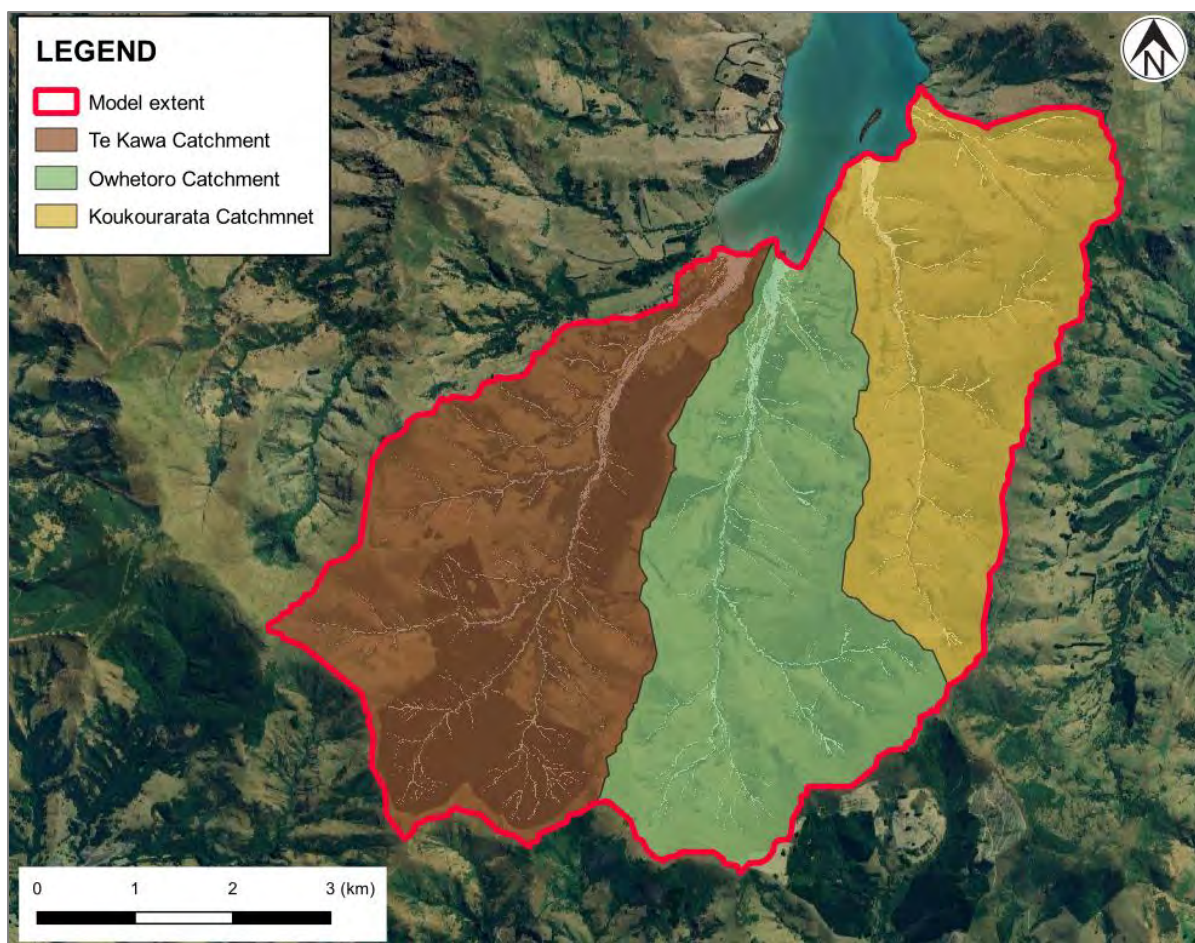 LEGEND
Model extent
Te Kawa Catchment
Owhetoro Catchment
Koukourarata Catchmnet
N
0 1 2 3 (km)